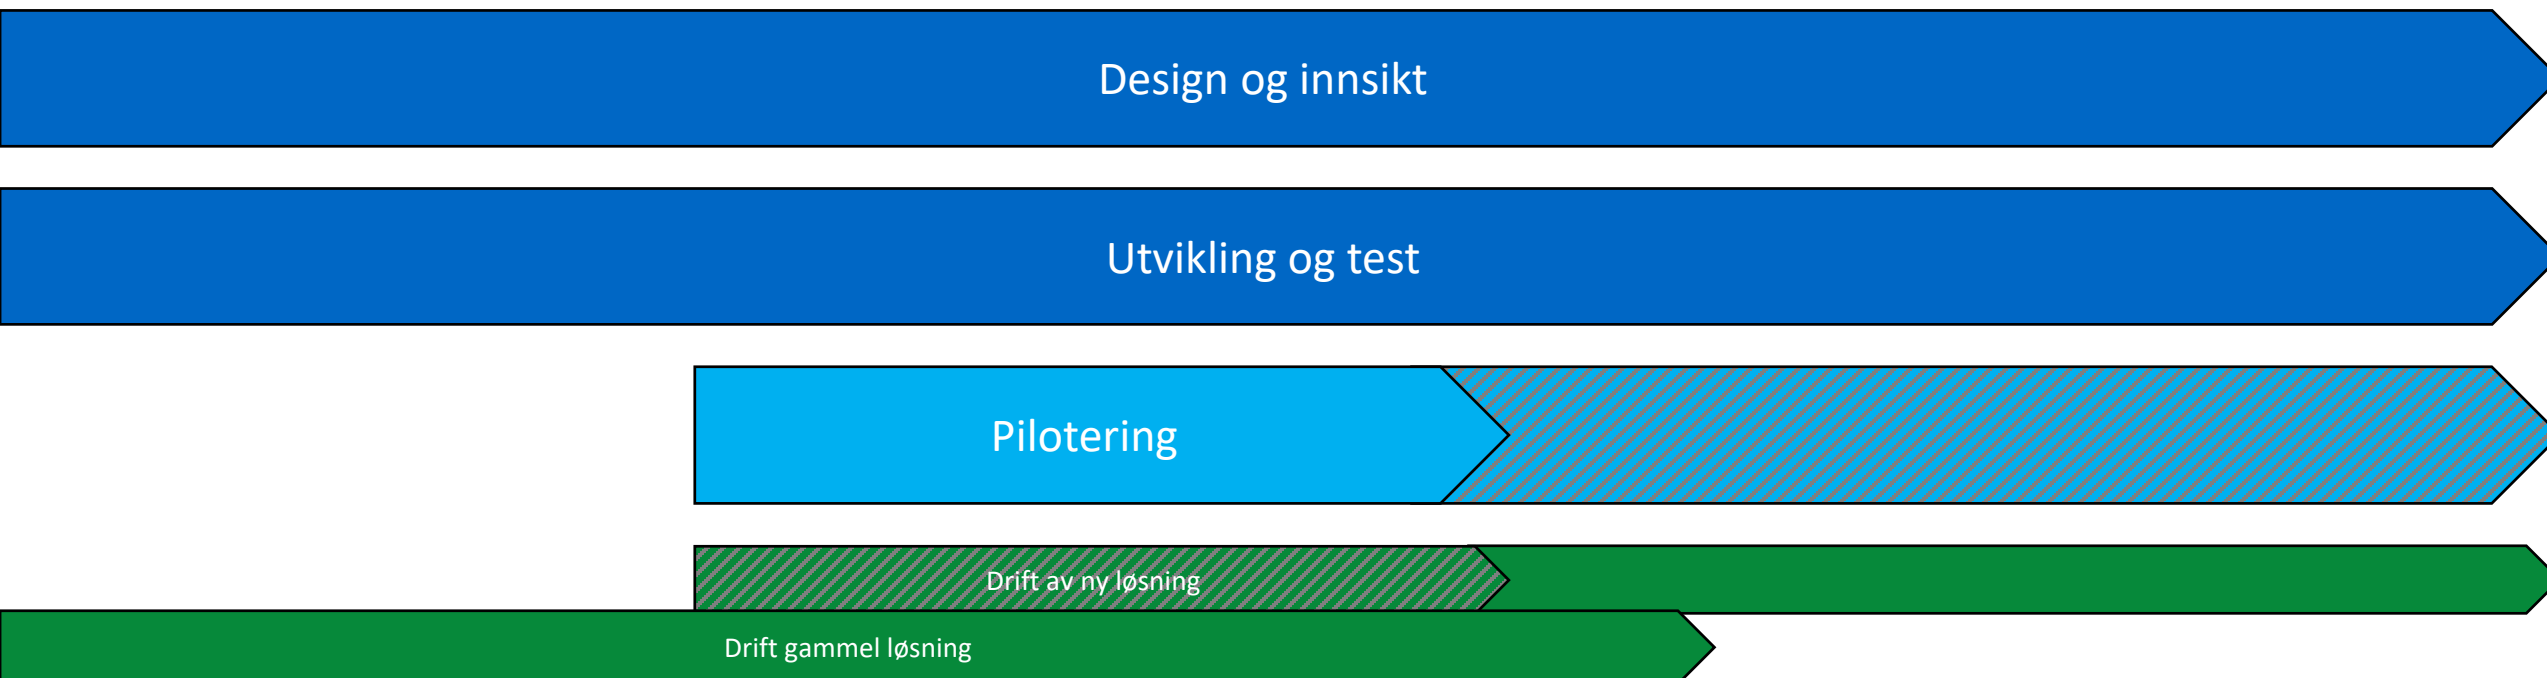 Design og innsikt
Utvikling og test
Pilotering
Drift av ny løsning
Drift gammel løsning